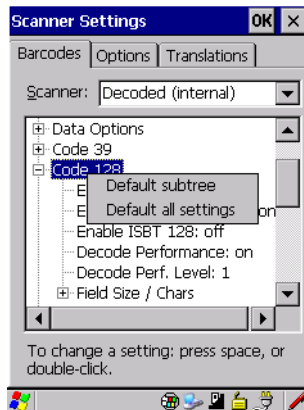 Scanner Settings OK
Barcodes Options Translations
Scanner: Decoded (internal)
Data Options
Code 39
Code 128
Default subtree
E
Default all settings
E on
Enable ISBT 128: off
Decode Performance: on
Decode Perf. Level: 1
Field Size / Chars
To change a setting: press space, or
double-click.